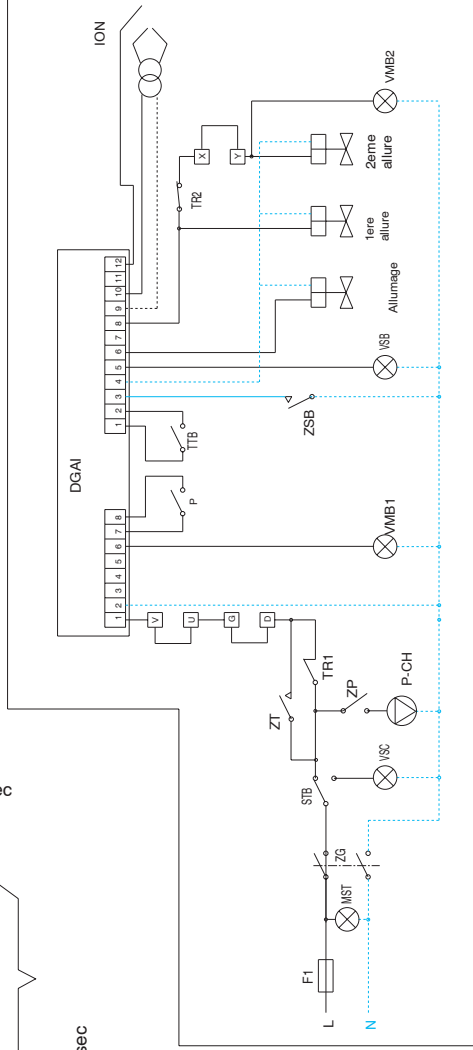 ION
VMB2
2eme
allure
X
Y
TR2
1ere
allure
Allumage
1 2 3 4 5 6 7 8 9 10 11 12
DGAI
VSB
ZSB
TTB
P
1 2 3 4 5 6 7 8
VMB1
V
U
G
D
ZT
TR1
ZP
P-CH
STB
VSC
ZG
MST
F1
L
N
ec
sec